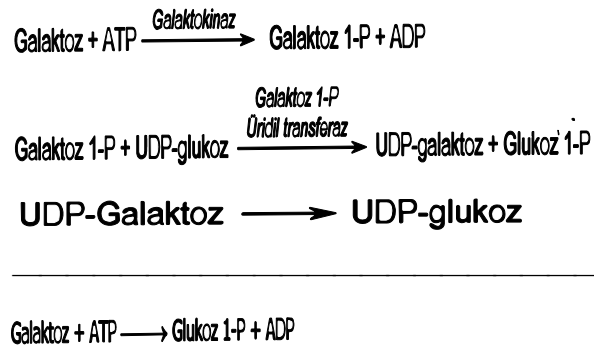 Galaktokinaz
Galaktoz + ATP → Galaktoz 1-P + ADP
Galaktoz 1-P
Üridil transferaz
Galaktoz 1-P + UDP-glukoz → UDP-galaktoz + Glukoz 1-P
UDP-Galaktoz → UDP-glukoz
Galaktoz + ATP → Glukoz 1-P + ADP